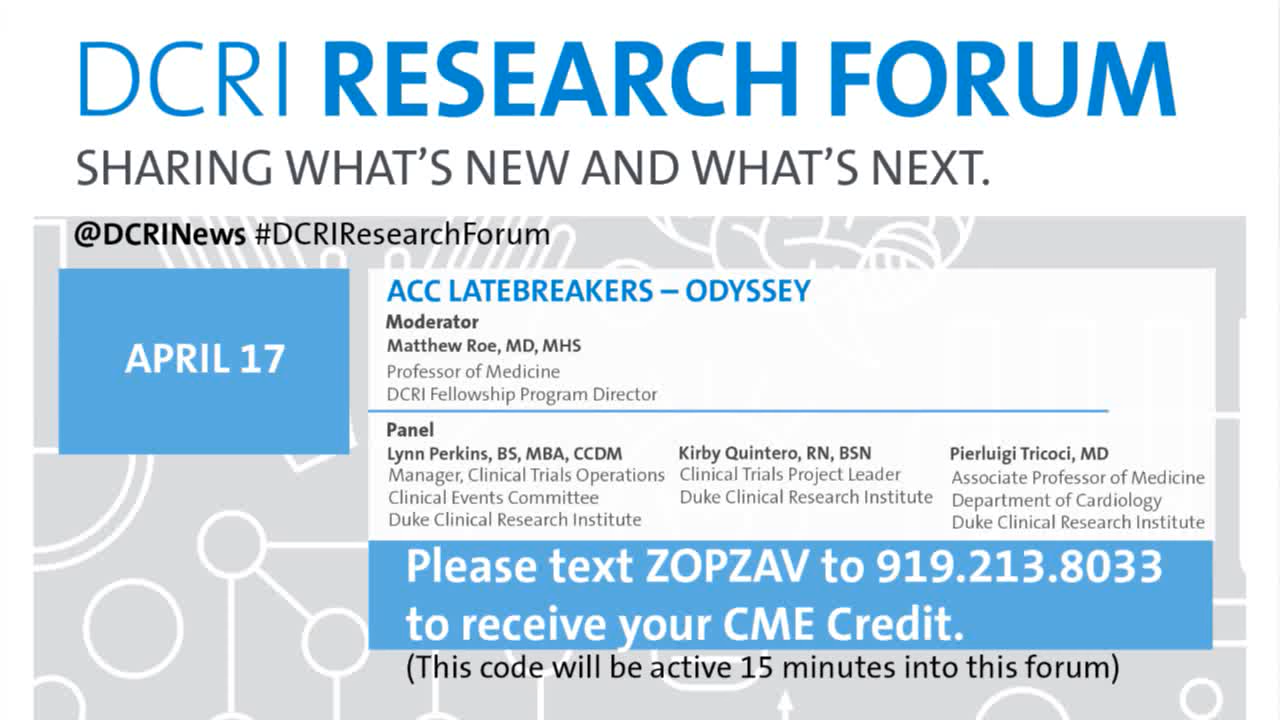 DCRI RESEARCH FORUM
SHARING WHAT'S NEW AND WHAT'S NEXT.
@DCRINews #DCRIResearchForum
APRIL 17
ACC LATEBREAKERS – ODYSSEY
Moderator
Matthew Roe, MD, MHS
Professor of Medicine
DCRI Fellowship Program Director
Panel
Lynn Perkins, BS, MBA, CCDM
Manager, Clinical Trials Operations
Clinical Events Committee
Duke Clinical Research Institute
Kirby Quintero, RN, BSN
Clinical Trials Project Leader
Duke Clinical Research Institute
Pierluigi Tricoci, MD
Associate Professor of Medicine
Department of Cardiology
Duke Clinical Research Institute
Please text ZOPZAV to 919.213.8033
to receive your CME Credit.
(This code will be active 15 minutes into this forum)